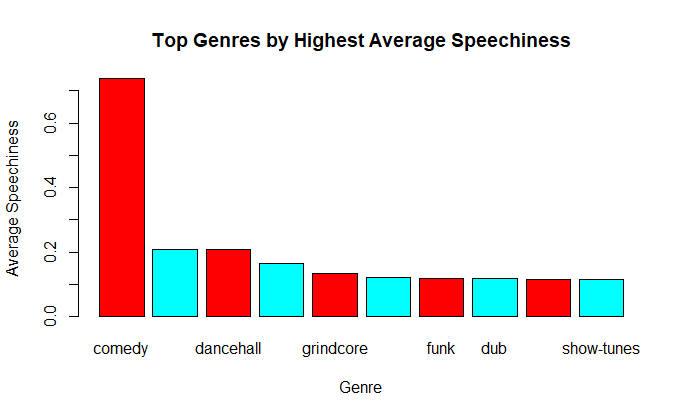 Top Genres by Highest Average Speechiness
Average Speechiness
0.6
0.4
0.2
0.0
comedy dancehall grindcore funk dub show-tunes
Genre